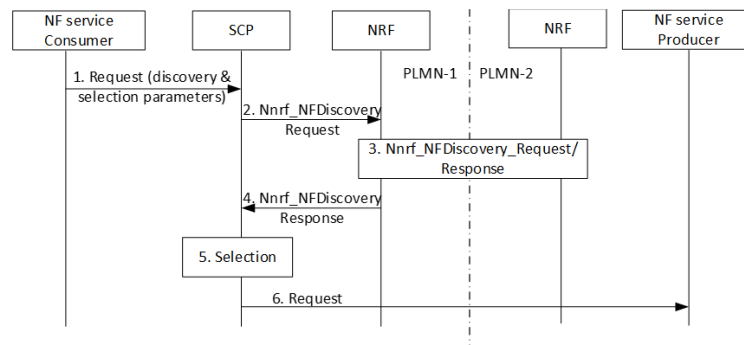 NF service
Consumer
SCP
NRF
NRF
NF service
Producer
PLMN-1
PLMN-2
1. Request (discovery &
selection parameters)
2. Nnrf_NFDiscovery
Request
3. Nnrf_NFDiscovery_Request/
Response
4. Nnrf_NFDiscovery
Response
5. Selection
6. Request